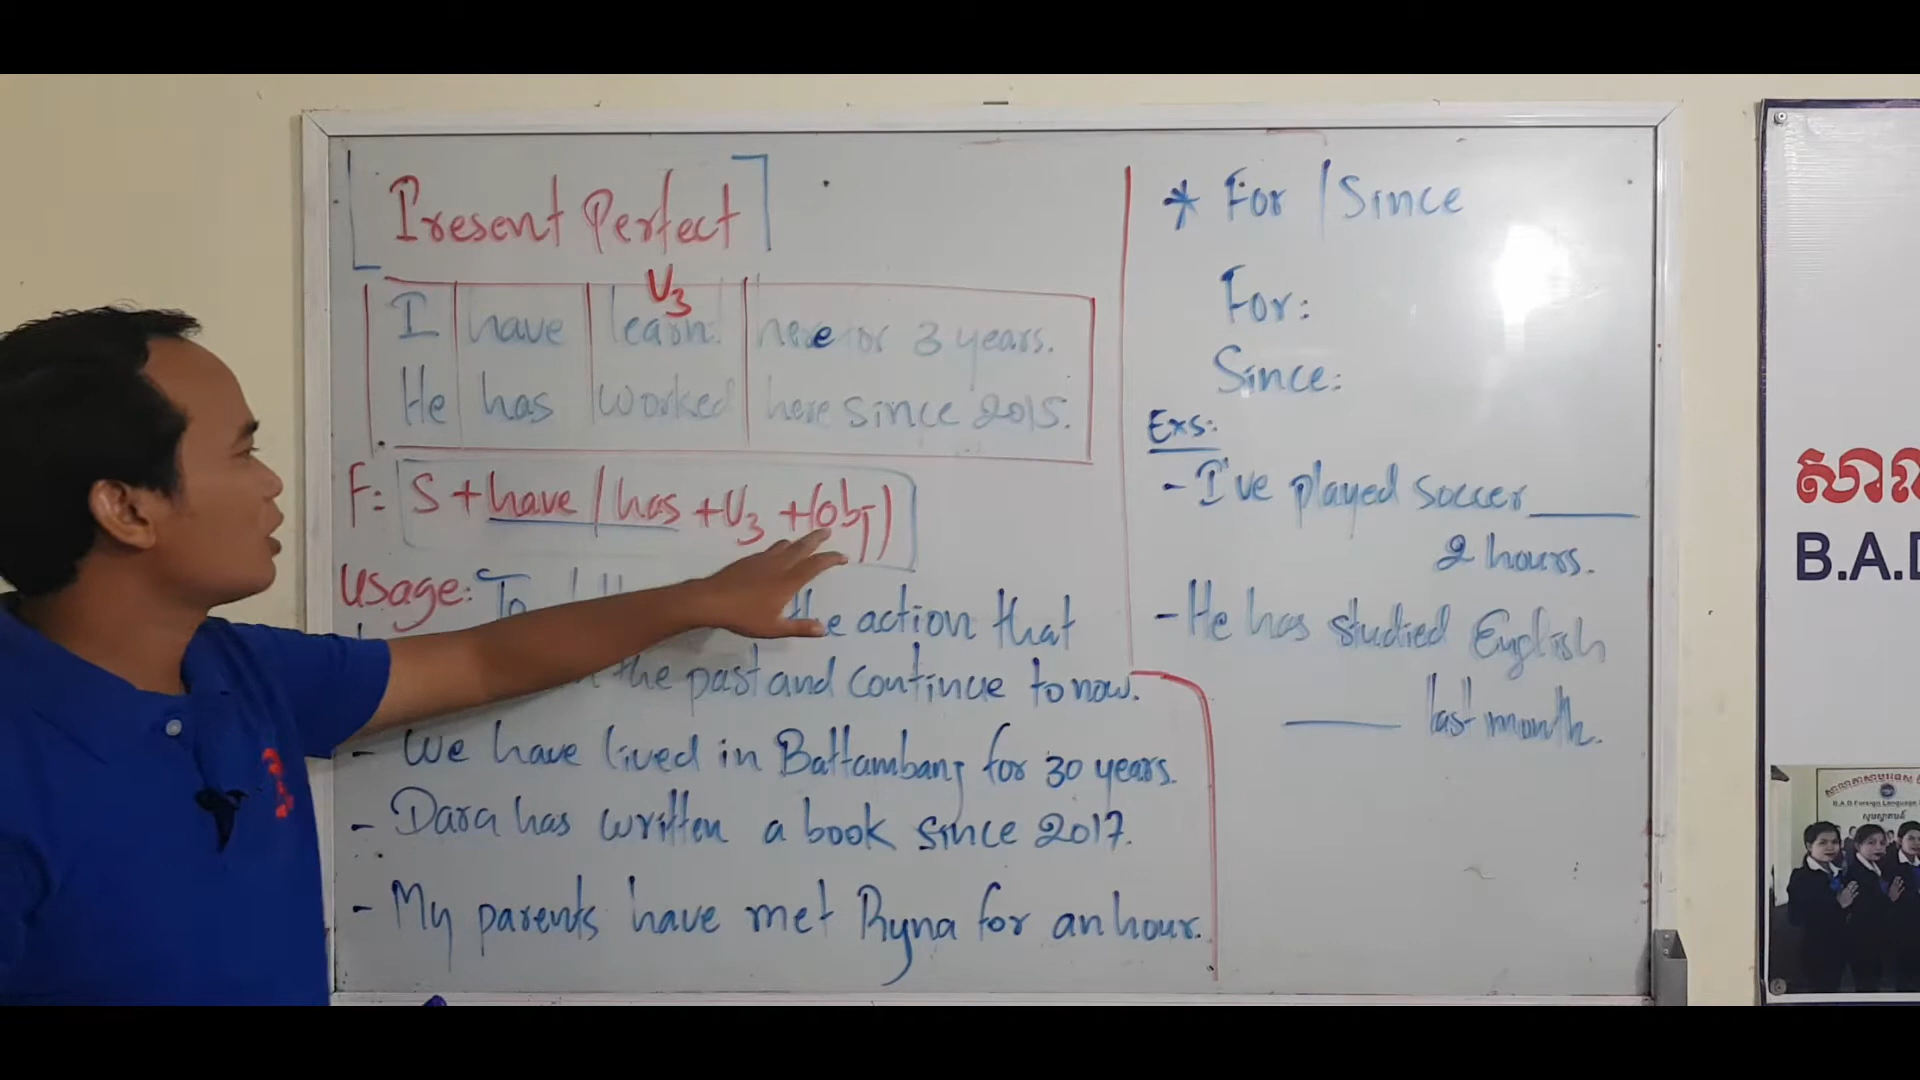 Present Perfect
V3
I have learn here for 3 years.
He has worked here since 2015.
F: S + have / has + V3 + (obj)
Usage: To the action that
the past and continue to now.
- We have lived in Battambang for 30 years.
- Dara has written a book since 2017.
- My parents have met Ryna for an hour.
* For / Since
For:
Since:
Exs:
- I've played soccer ____
2 hours.
- He has studied English
____ last month.
B.A.D
B.A.D Foreign Language